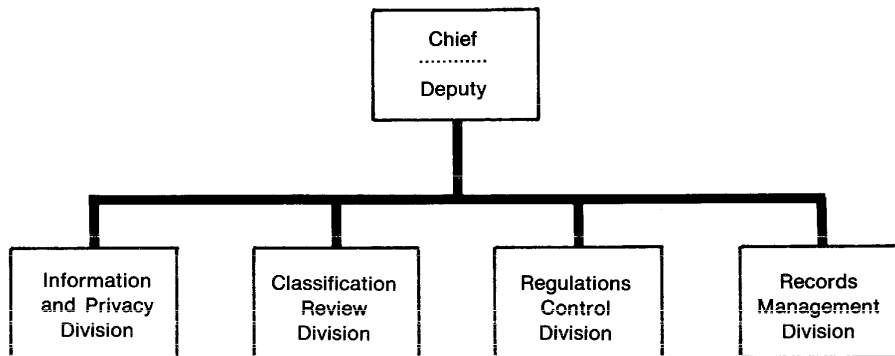 Chief
Deputy
Information
and Privacy
Division
Classification
Review
Division
Regulations
Control
Division
Records
Management
Division